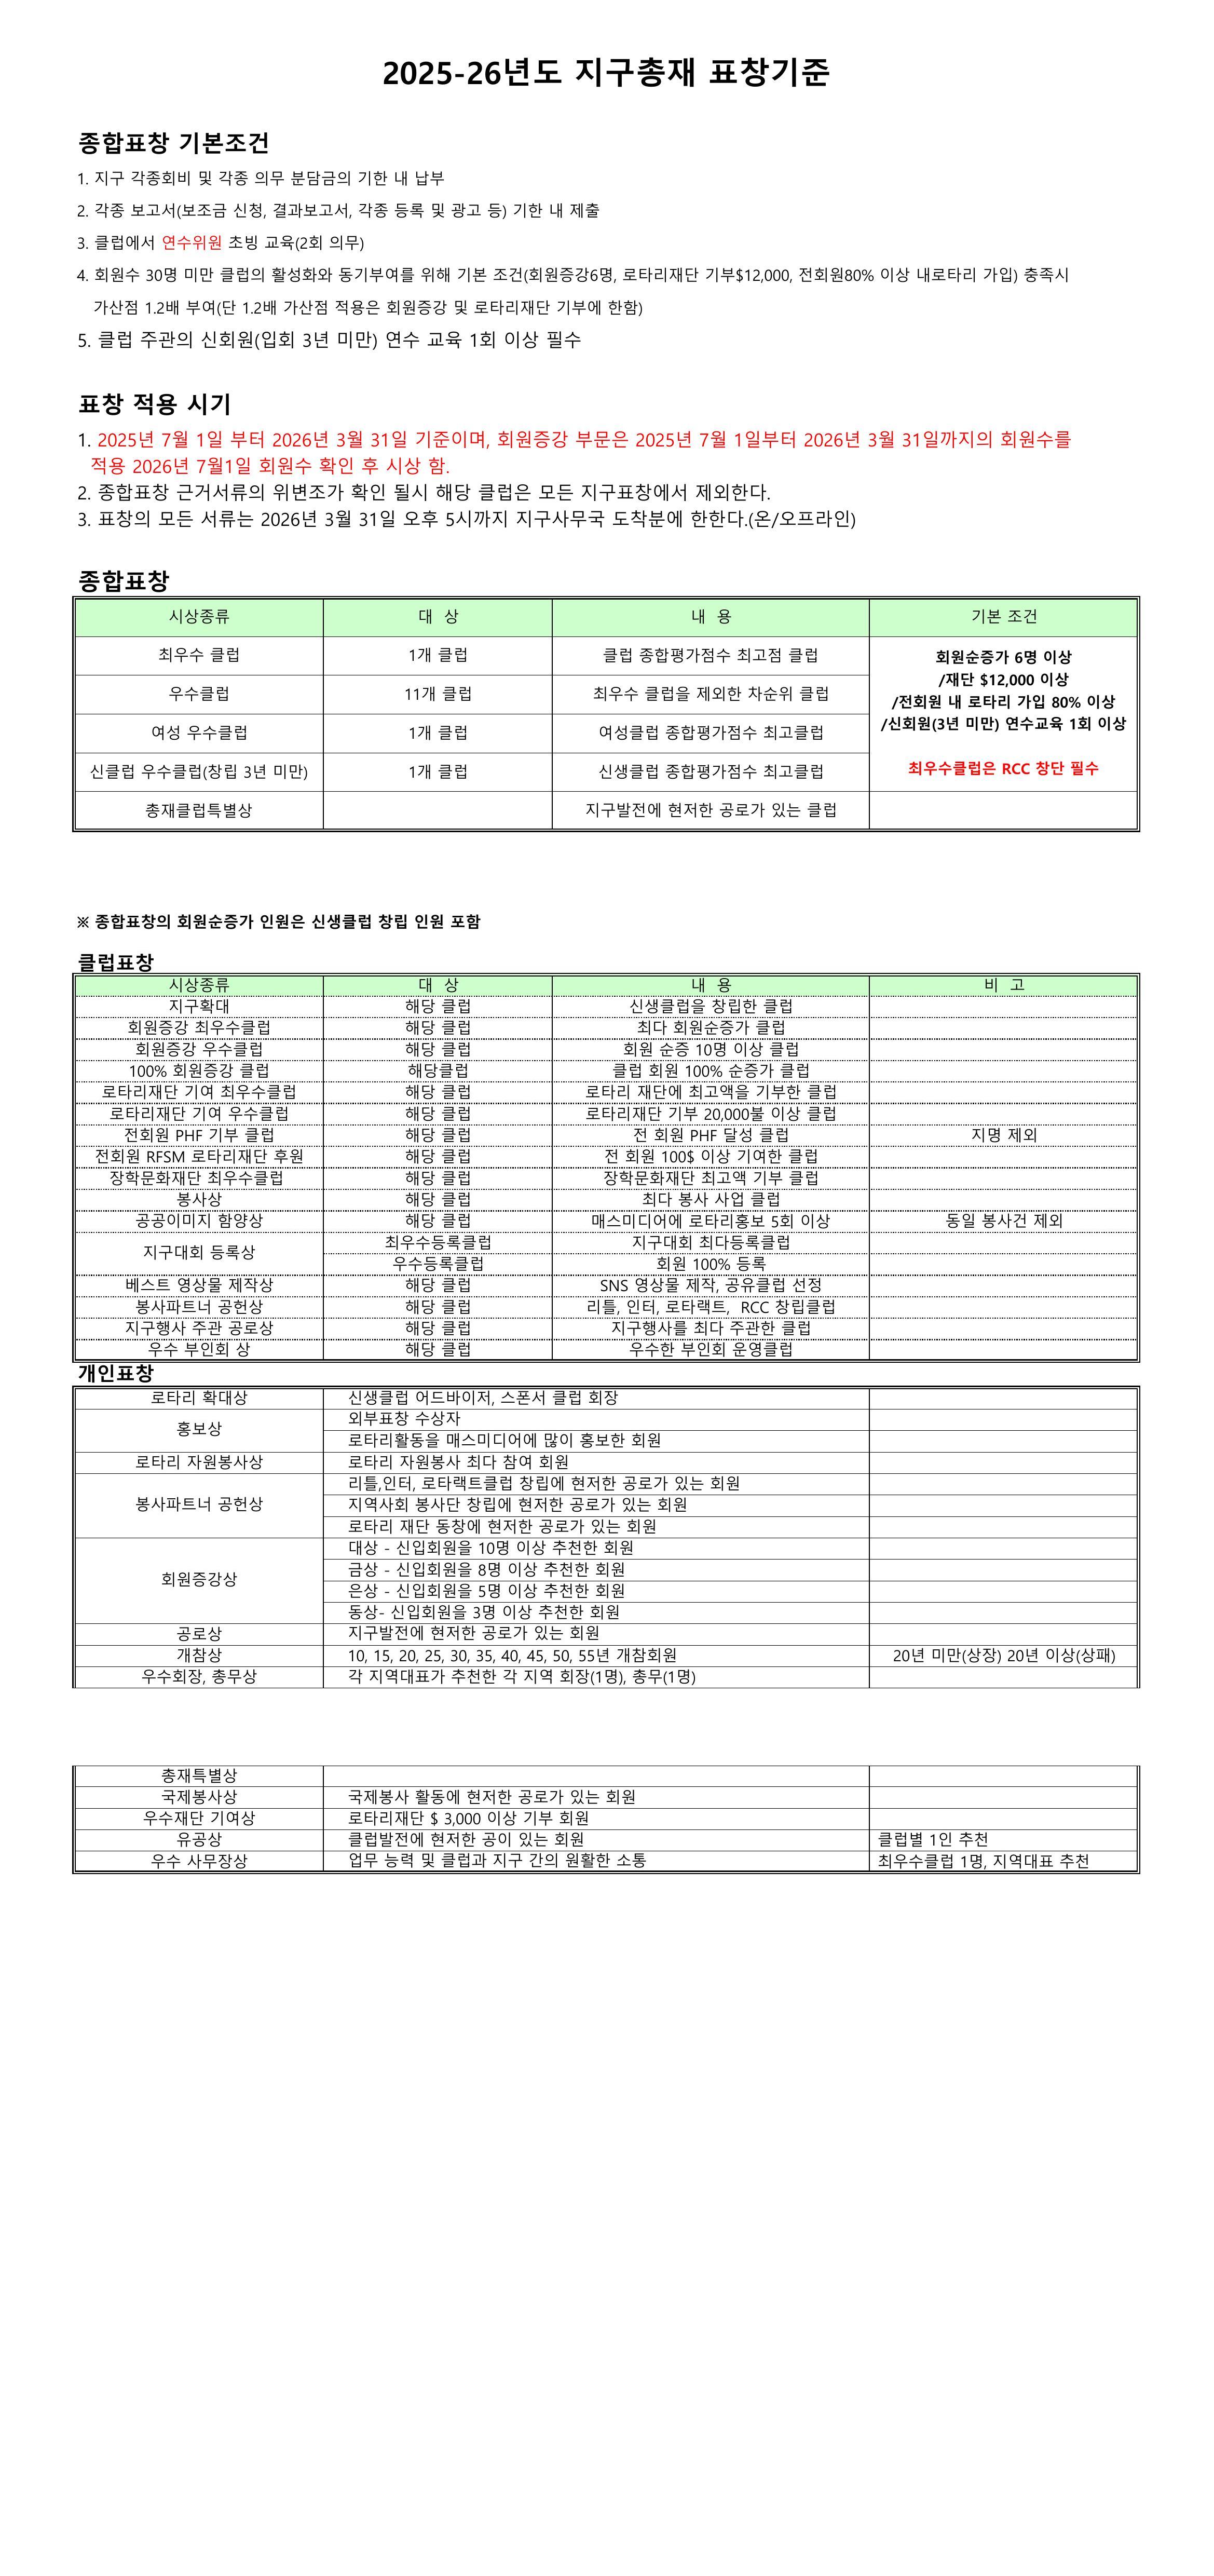 2025-26년도 지구총재 표창기준
종합표창 기본조건
1. 지구 각종회비 및 각종 의무 분담금의 기한 내 납부
2. 각종 보고서(보조금 신청, 결과보고서, 각종 등록 및 광고 등) 기한 내 제출
3. 클럽에서 연수위원 초빙 교육(2회 의무)
4. 회원수 30명 미만 클럽의 활성화와 동기부여를 위해 기본 조건(회원증강6명, 로타리재단 기부$12,000, 전회원80% 이상 내로타리 가입) 충족시
가산점 1.2배 부여(단 1.2배 가산점 적용은 회원증강 및 로타리재단 기부에 한함)
5. 클럽 주관의 신회원(입회 3년 미만) 연수 교육 1회 이상 필수
표창 적용 시기
1. 2025년 7월 1일 부터 2026년 3월 31일 기준이며, 회원증강 부문은 2025년 7월 1일부터 2026년 3월 31일까지의 회원수를
적용 2026년 7월1일 회원수 확인 후 시상 함.
2. 종합표창 근거서류의 위변조가 확인 될시 해당 클럽은 모든 지구표창에서 제외한다.
3. 표창의 모든 서류는 2026년 3월 31일 오후 5시까지 지구사무국 도착분에 한한다.(온/오프라인)
종합표창
시상종류 대 상 내 용 기본 조건
최우수 클럽 1개 클럽 클럽 종합평가점수 최고점 클럽
우수클럽 11개 클럽 최우수 클럽을 제외한 차순위 클럽
여성 우수클럽 1개 클럽 여성클럽 종합평가점수 최고클럽
신클럽 우수클럽(창립 3년 미만) 1개 클럽 신생클럽 종합평가점수 최고클럽
회원순증가 6명 이상
/재단 $12,000 이상
/전회원 내 로타리 가입 80% 이상
/신회원(3년 미만) 연수교육 1회 이상
최우수클럽은 RCC 창단 필수
총재클럽특별상 지구발전에 현저한 공로가 있는 클럽
※ 종합표창의 회원순증가 인원은 신생클럽 창립 인원 포함
클럽표창
시상종류 대 상 내 용 비 고
지구확대 해당 클럽 신생클럽을 창립한 클럽
회원증강 최우수클럽 해당 클럽 최다 회원순증가 클럽
회원증강 우수클럽 해당 클럽 회원 순증 10명 이상 클럽
100% 회원증강 클럽 해당클럽 클럽 회원 100% 순증가 클럽
로타리재단 기여 최우수클럽 해당 클럽 로타리 재단에 최고액을 기부한 클럽
로타리재단 기여 우수클럽 해당 클럽 로타리재단 기부 20,000불 이상 클럽
전회원 PHF 기부 클럽 해당 클럽 전 회원 PHF 달성 클럽 지명 제외
전회원 RFSM 로타리재단 후원 해당 클럽 전 회원 100$ 이상 기여한 클럽
장학문화재단 최우수클럽 해당 클럽 장학문화재단 최고액 기부 클럽
봉사상 해당 클럽 최다 봉사 사업 클럽
공공이미지 함양상 해당 클럽 매스미디어에 로타리홍보 5회 이상 동일 봉사건 제외
지구대회 등록상 최우수등록클럽 지구대회 최다등록클럽
우수등록클럽 회원 100% 등록
베스트 영상물 제작상 해당 클럽 SNS 영상물 제작, 공유클럽 선정
봉사파트너 공헌상 해당 클럽 리틀, 인터, 로타랙트, RCC 창립클럽
지구행사 주관 공로상 해당 클럽 지구행사를 최다 주관한 클럽
우수 부인회 상 해당 클럽 우수한 부인회 운영클럽
개인표창
로타리 확대상 신생클럽 어드바이저, 스폰서 클럽 회장
홍보상 외부표창 수상자
로타리활동을 매스미디어에 많이 홍보한 회원
로타리 자원봉사상 로타리 자원봉사 최다 참여 회원
봉사파트너 공헌상 리틀,인터, 로타랙트클럽 창립에 현저한 공로가 있는 회원
지역사회 봉사단 창립에 현저한 공로가 있는 회원
로타리 재단 동창에 현저한 공로가 있는 회원
회원증강상 대상 - 신입회원을 10명 이상 추천한 회원
금상 - 신입회원을 8명 이상 추천한 회원
은상 - 신입회원을 5명 이상 추천한 회원
동상- 신입회원을 3명 이상 추천한 회원
공로상 지구발전에 현저한 공로가 있는 회원
개참상 10, 15, 20, 25, 30, 35, 40, 45, 50, 55년 개참회원 20년 미만(상장) 20년 이상(상패)
우수회장, 총무상 각 지역대표가 추천한 각 지역 회장(1명), 총무(1명)
총재특별상
국제봉사상 국제봉사 활동에 현저한 공로가 있는 회원
우수재단 기여상 로타리재단 $ 3,000 이상 기부 회원
유공상 클럽발전에 현저한 공이 있는 회원 클럽별 1인 추천
우수 사무장상 업무 능력 및 클럽과 지구 간의 원활한 소통 최우수클럽 1명, 지역대표 추천